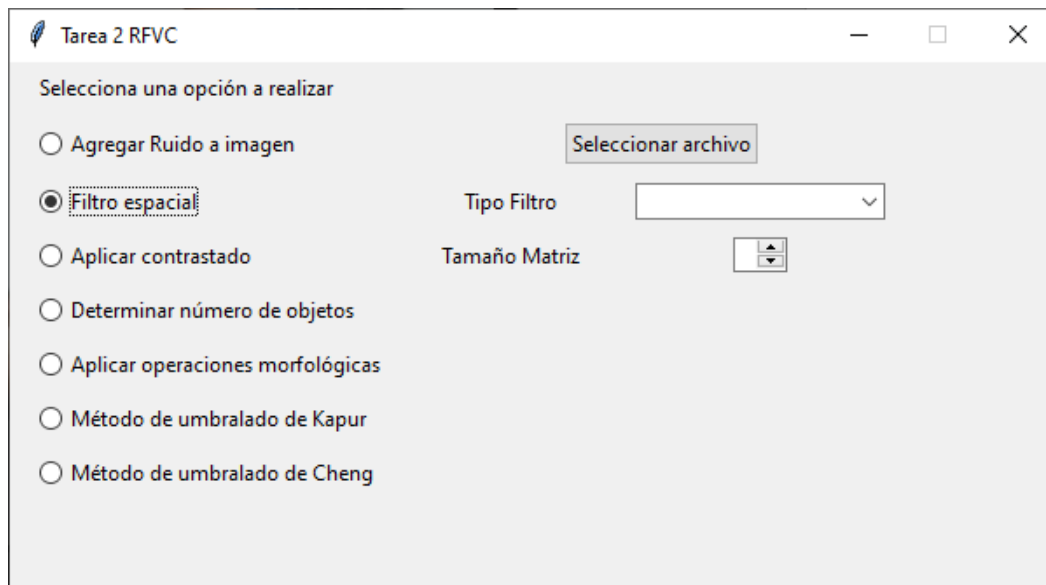 Tarea 2 RFVC
Selecciona una opción a realizar
Agregar Ruido a imagen
Seleccionar archivo
Filtro espacial
Tipo Filtro
Aplicar contrastado
Tamaño Matriz
Determinar número de objetos
Aplicar operaciones morfológicas
Método de umbralado de Kapur
Método de umbralado de Cheng